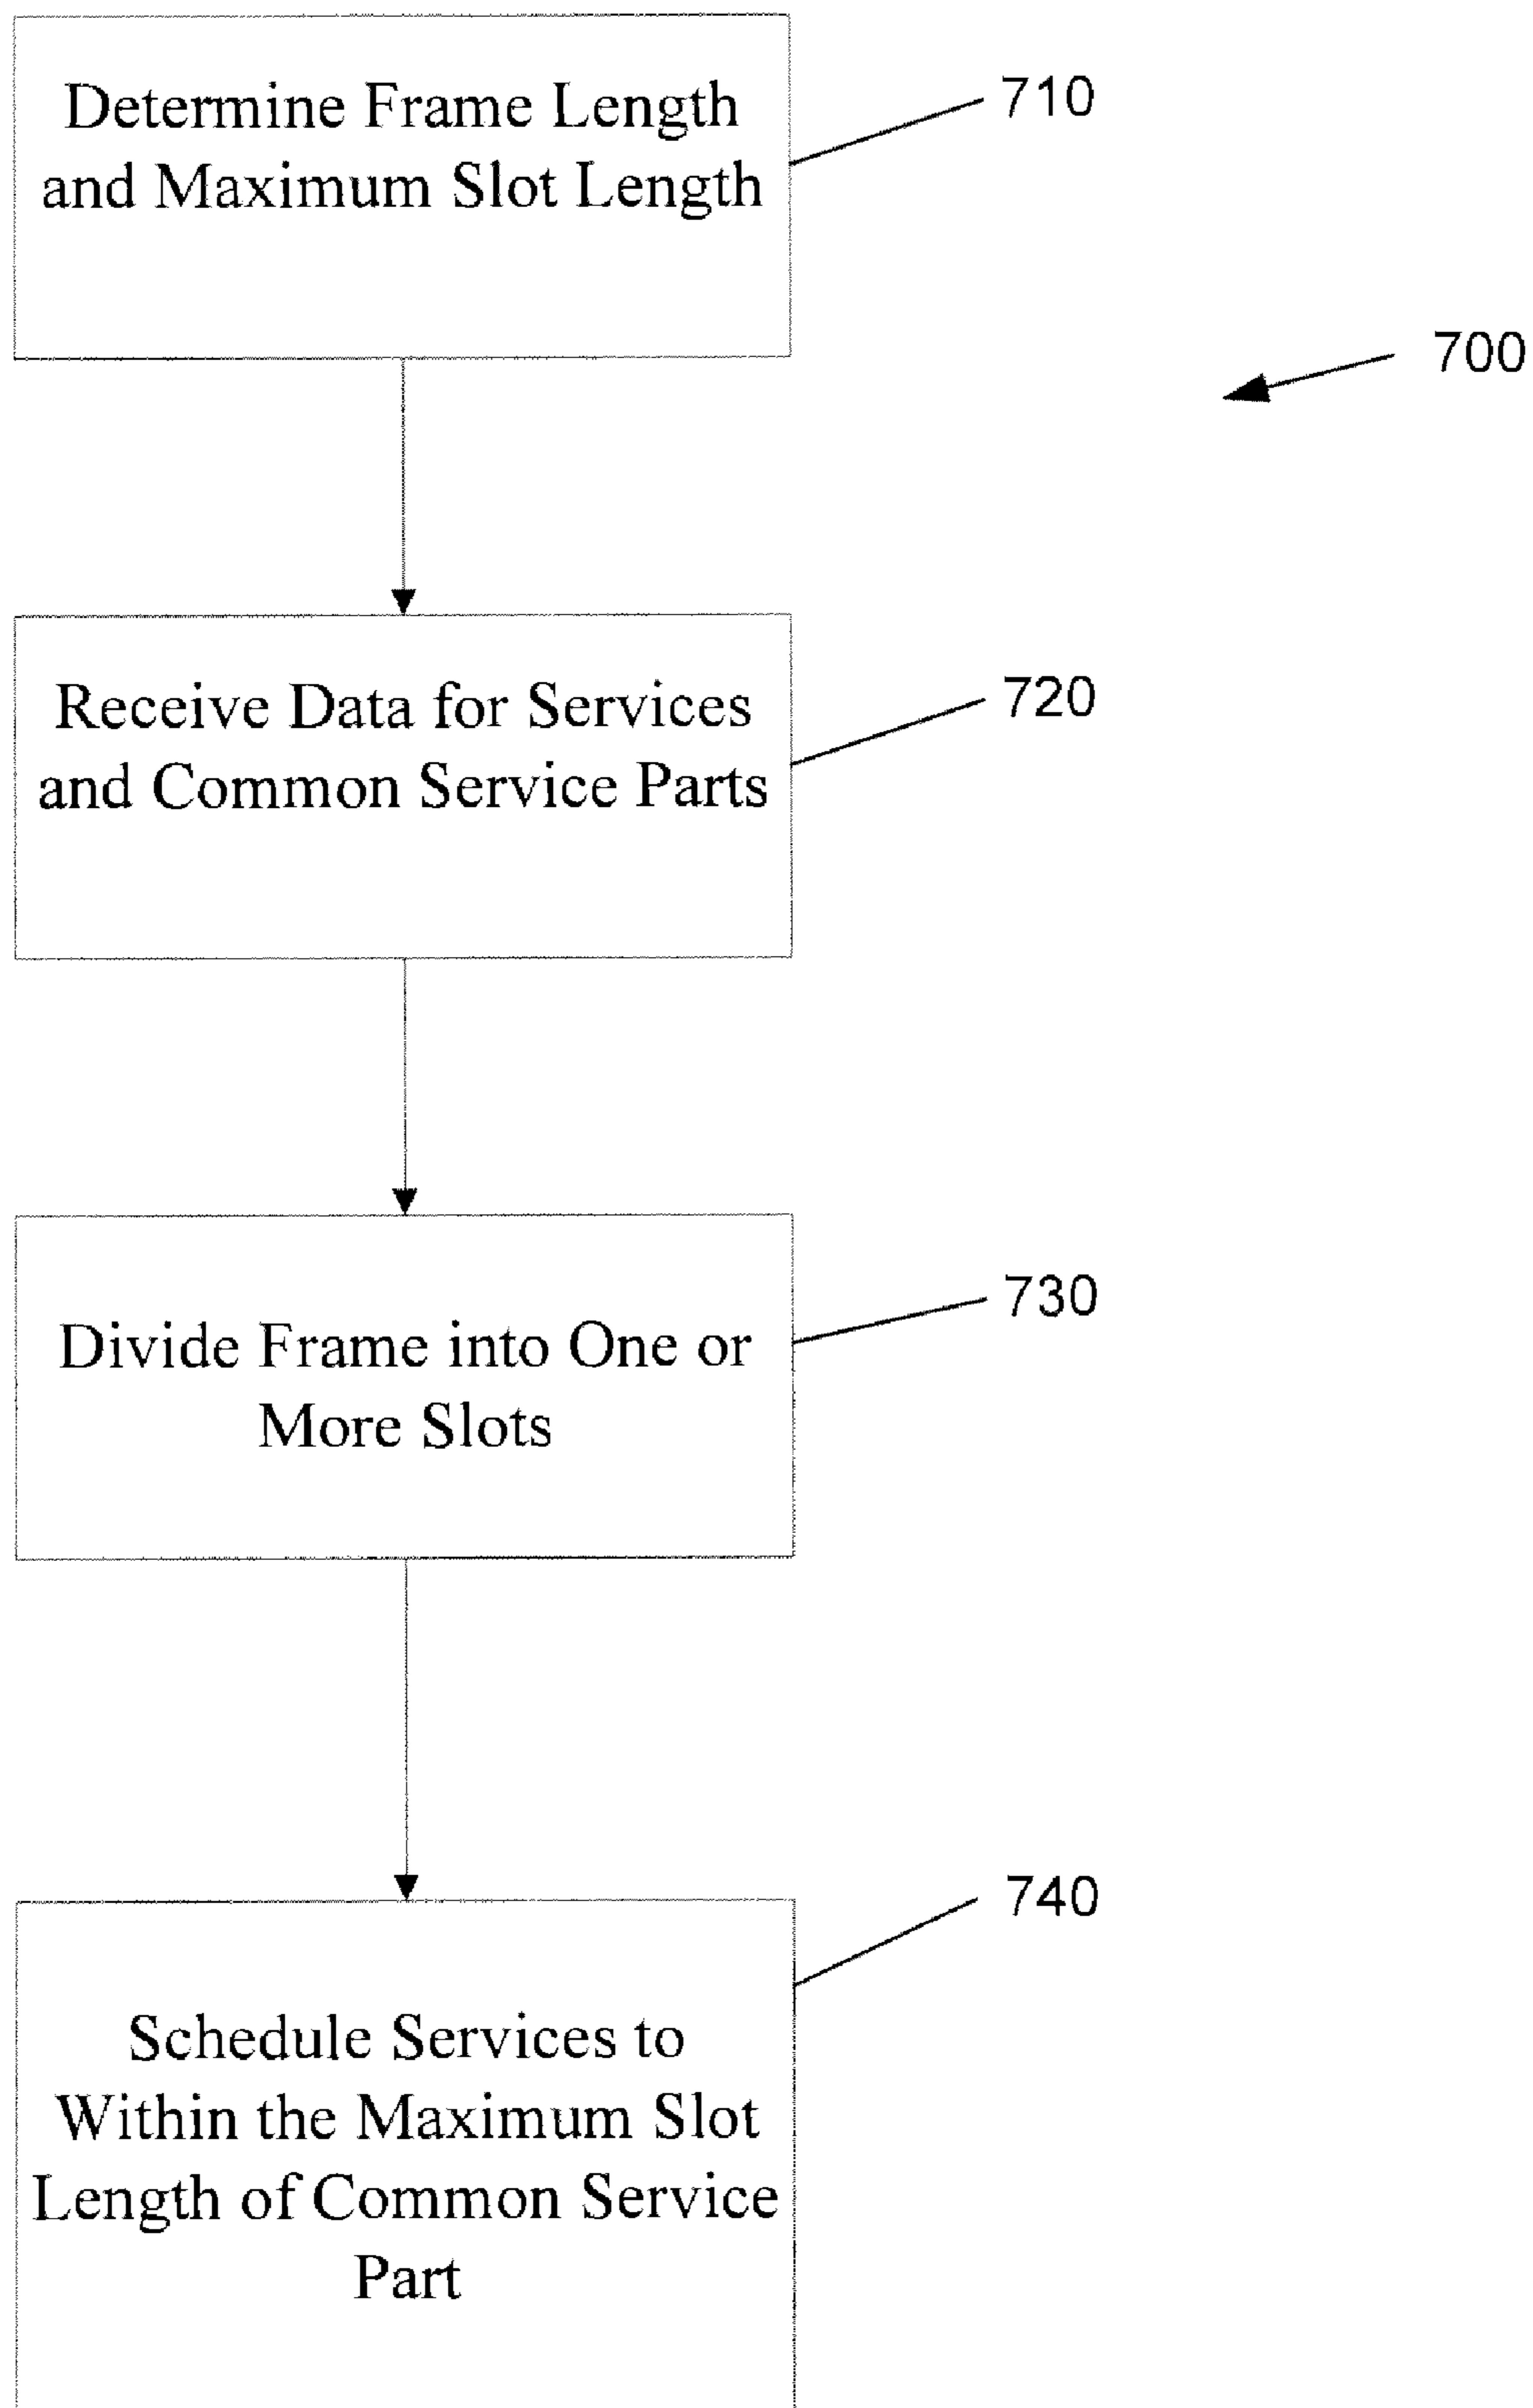 Determine Frame Length
and Maximum Slot Length
710
700
Receive Data for Services
and Common Service Parts
720
Divide Frame into One or
More Slots
730
740
Schedule Services to
Within the Maximum Slot
Length of Common Service
Part